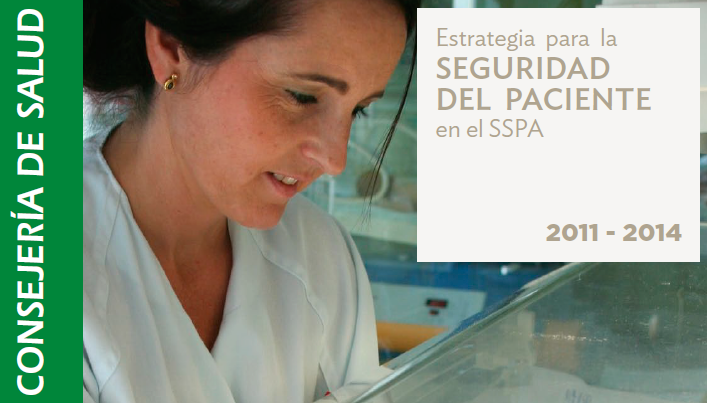 CONSEJERÍA DE SALUD
Estrategia para la
SEGURIDAD
DEL PACIENTE
en el SSPA
2011 - 2014